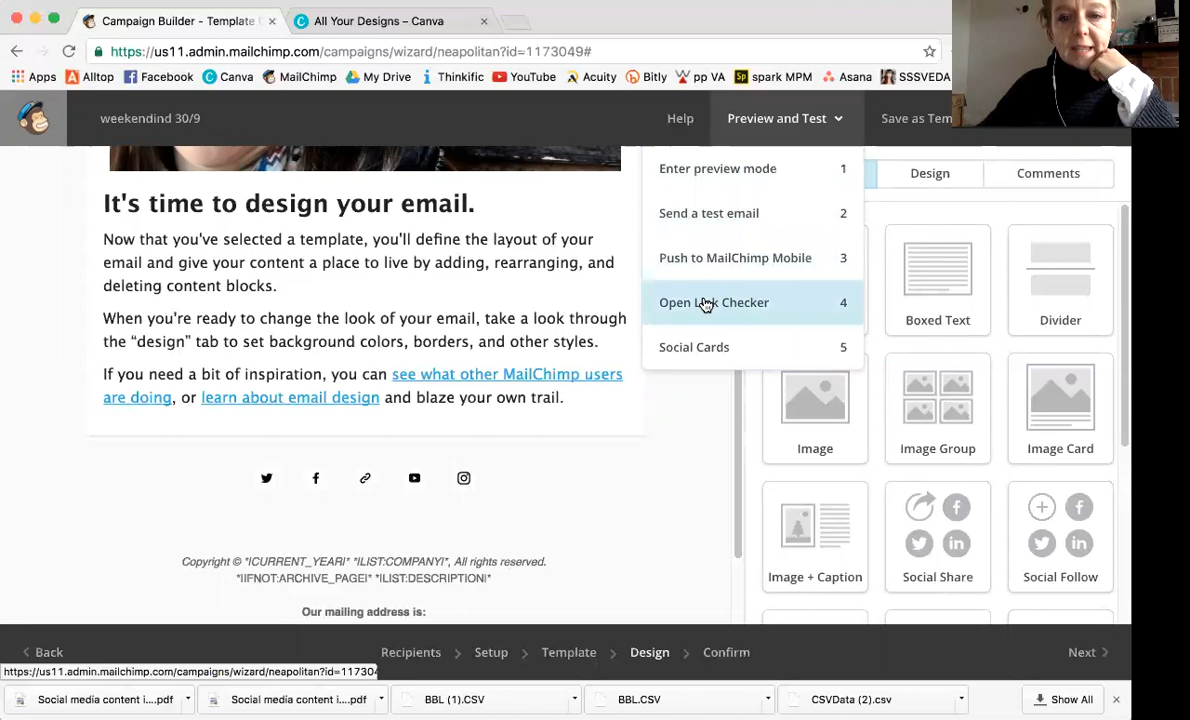 Campaign Builder - Template
All Your Designs – Canva
https://us11.admin.mailchimp.com/campaigns/wizard/neapolitan?id=1173049#
Apps Alltop Facebook Canva MailChimp My Drive Thinkific YouTube Acuity Bitly pp VA spark MPM Asana SSSVEDA
weekendind 30/9
Help
Preview and Test
Save as Tem
Enter preview mode 1
Send a test email 2
Push to MailChimp Mobile 3
Open Checker 4
Social Cards 5
Design
Comments
It's time to design your email.
Now that you've selected a template, you'll define the layout of your
email and give your content a place to live by adding, rearranging, and
deleting content blocks.
When you're ready to change the look of your email, take a look through
the “design” tab to set background colors, borders, and other styles.
If you need a bit of inspiration, you can see what other MailChimp users
are doing, or learn about email design and blaze your own trail.
Boxed Text
Divider
Image
Image Group
Image Card
Image + Caption
Social Share
Social Follow
Copyright © *|CURRENT_YEAR|* *|LIST:COMPANY|*, All rights reserved.
*|IFNOT:ARCHIVE_PAGE|* *|LIST:DESCRIPTION|*
Our mailing address is:
Back
Recipients > Setup > Template > Design > Confirm
Next
https://us11.admin.mailchimp.com/campaigns/wizard/neapolitan?id=11730
Social media content i....pdf
Social media content i....pdf
BBL (1).CSV
BBL.CSV
CSVData (2).csv
Show All